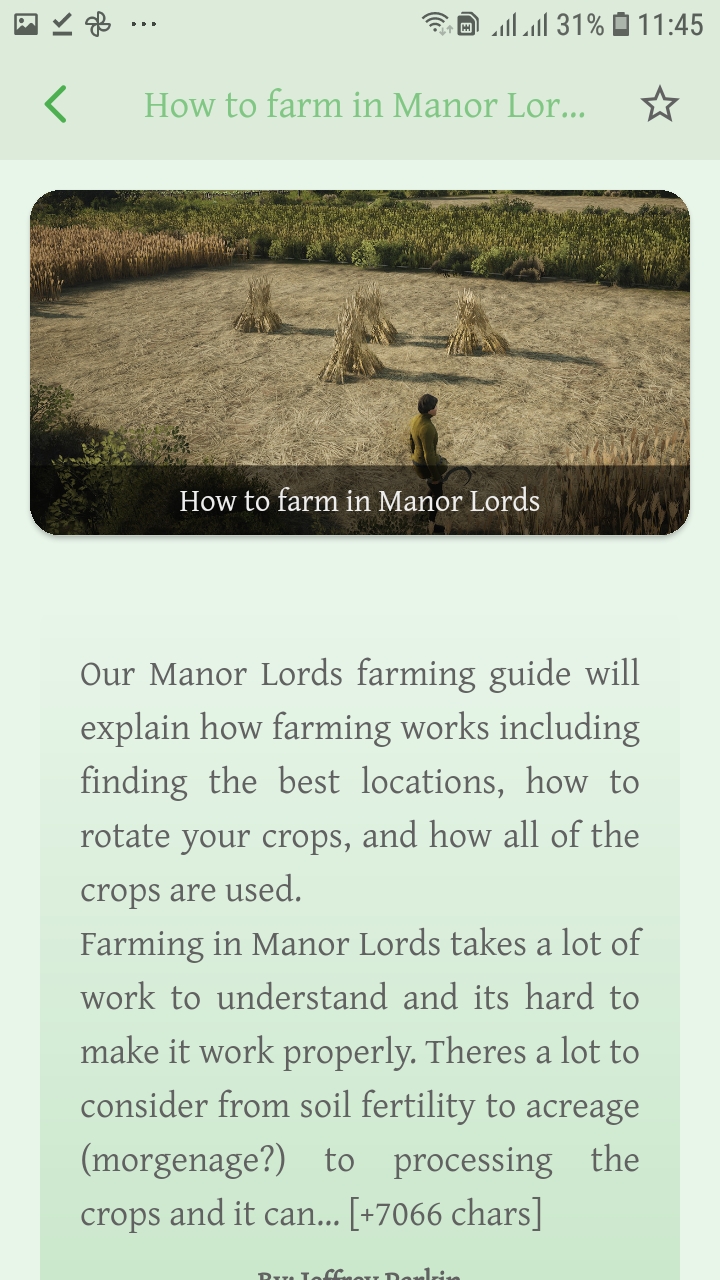 31% 11:45
How to farm in Manor Lor...
How to farm in Manor Lords
Our Manor Lords farming guide will
explain how farming works including
finding the best locations, how to
rotate your crops, and how all of the
crops are used.
Farming in Manor Lords takes a lot of
work to understand and its hard to
make it work properly. Theres a lot to
consider from soil fertility to acreage
(morgenage?) to processing the
crops and it can... [+7066 chars]
By: Jeffrey Parkin